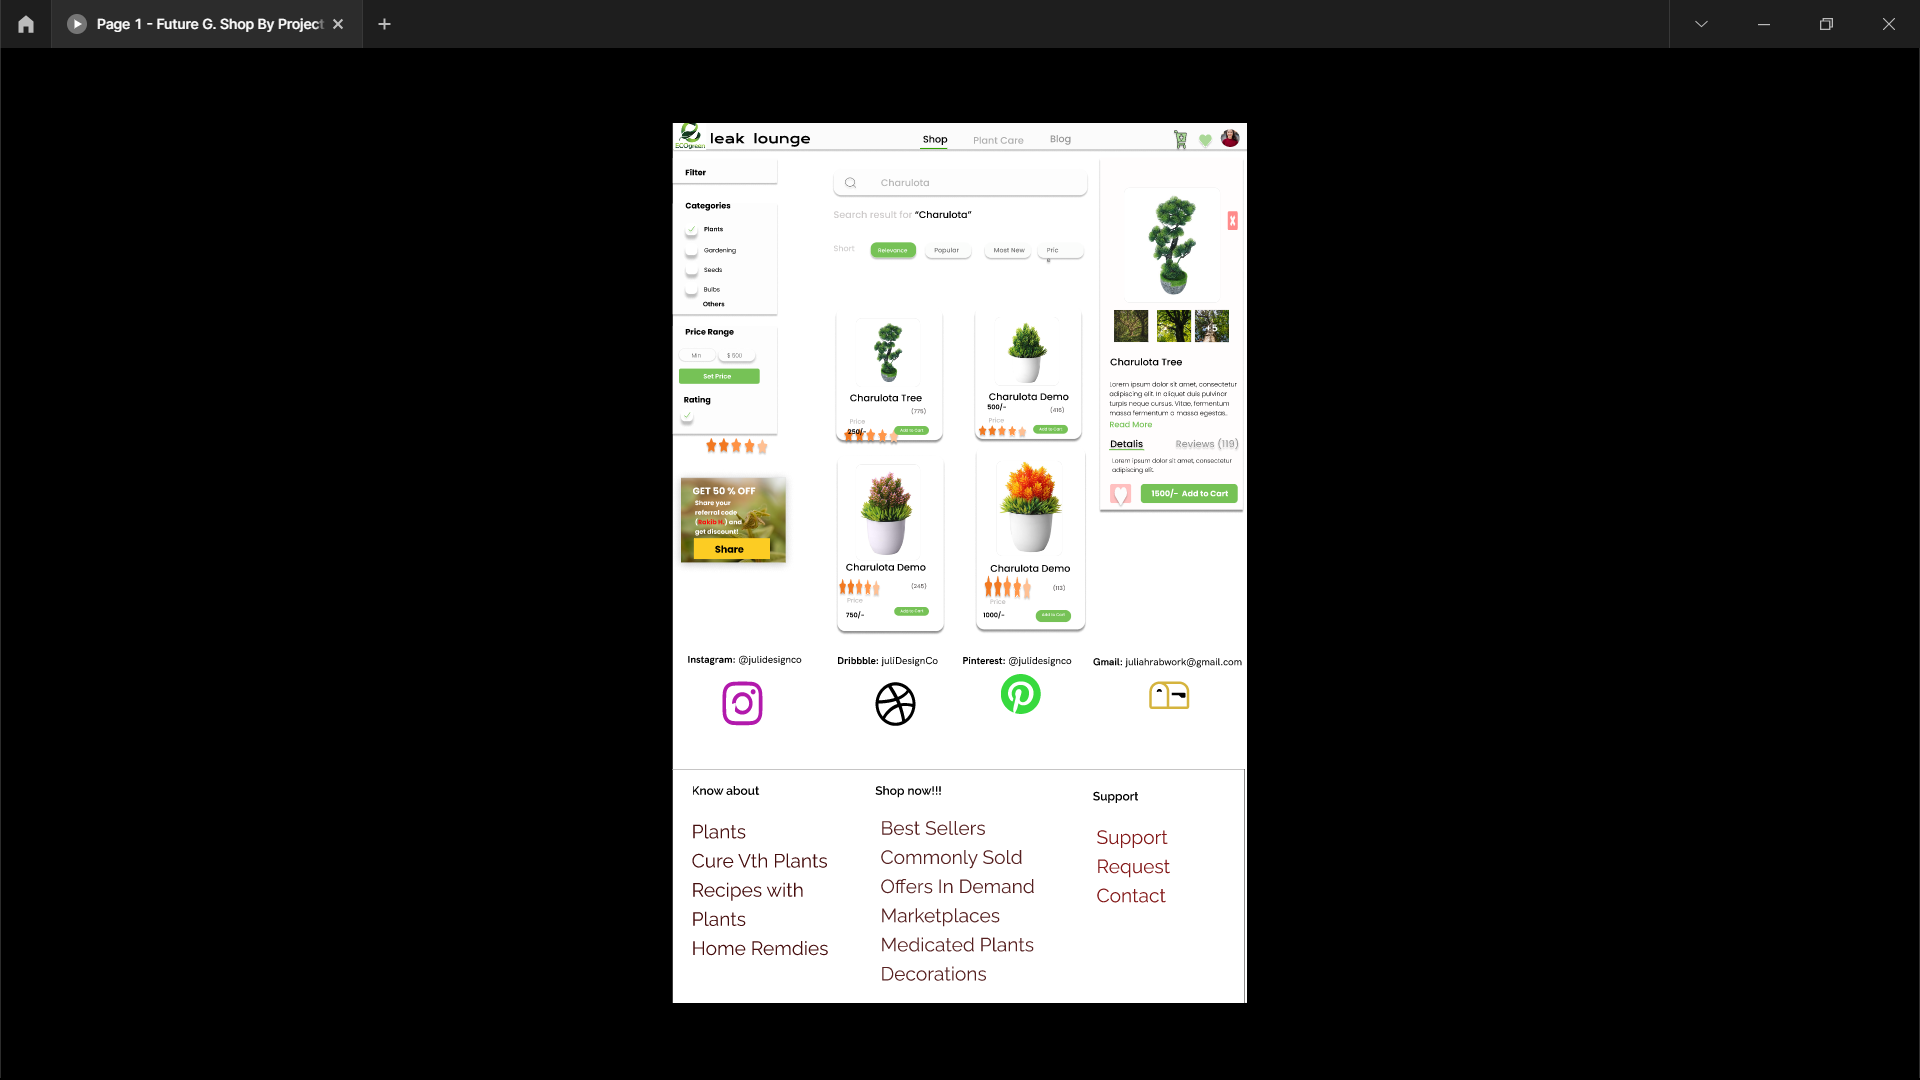 Page 1 - Future G. Shop By Project
ECOgreen
leak lounge
Shop
Plant Care
Blog
Filter
Categories
Plants
Gardening
Seeds
Bulbs
Others
Price Range
Min
$ 500
Set Price
Rating
GET 50 % OFF
Share your
referral code
(Rakib H.) and
get discount!
Share
Charulota
Search result for “Charulota”
Short
Relevance
Popular
Most New
Pric
e
Charulota Tree
(775)
Price
250/-
Add to Cart
Charulota Demo
500/-
(416)
Price
Add to Cart
Charulota Demo
(245)
Price
750/-
Add to Cart
Charulota Demo
(113)
Price
1000/-
Add to Cart
X
+5
Charulota Tree
Lorem ipsum dolor sit amet, consectetur
adipiscing elit. In aliquet duis pulvinar
turpis neque cursus. Vitae, fermentum
massa fermentum a massa egestas..
Read More
Detalis
Reviews (119)
Lorem ipsum dolor sit amet, consectetur
adipiscing elit.
1500/- Add to Cart
Instagram: @julidesignco
Dribbble: juliDesignCo
Pinterest: @julidesignco
Gmail: juliahrabwork@gmail.com
Know about
Plants
Cure Vth Plants
Recipes with
Plants
Home Remdies
Shop now!!!
Best Sellers
Commonly Sold
Offers In Demand
Marketplaces
Medicated Plants
Decorations
Support
Support
Request
Contact